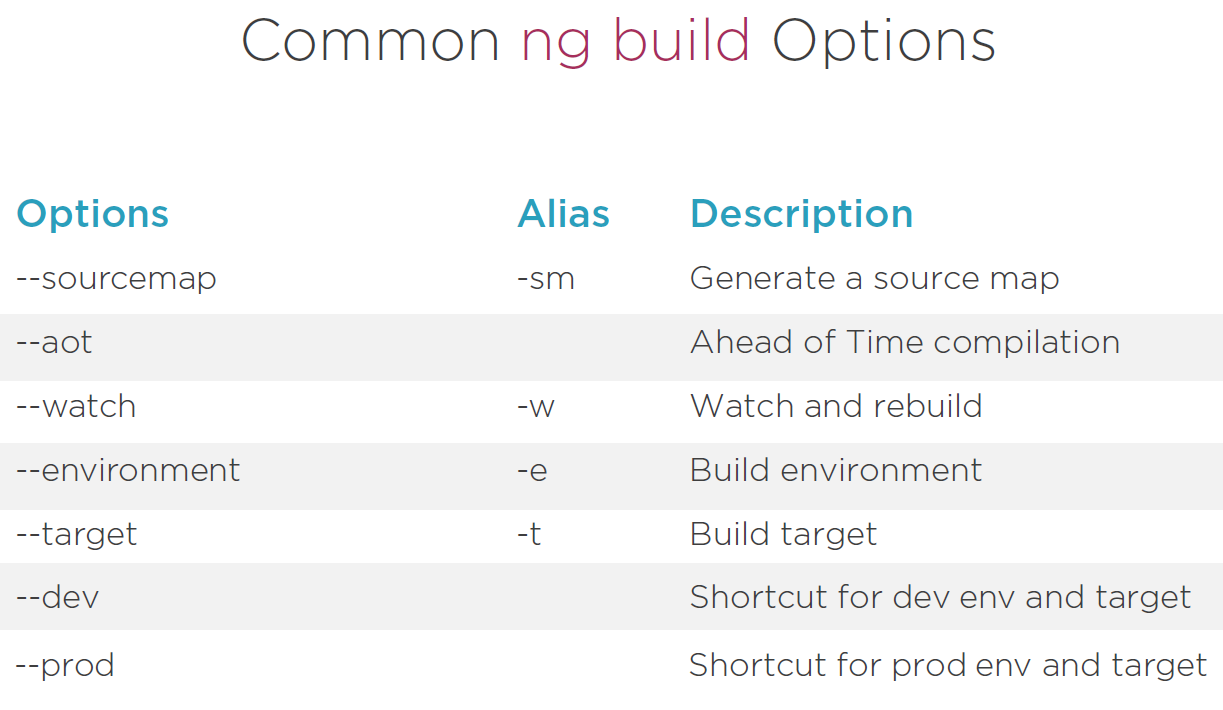 Common ng build Options
Options Alias Description
--sourcemap -sm Generate a source map
--aot Ahead of Time compilation
--watch -w Watch and rebuild
--environment -e Build environment
--target -t Build target
--dev Shortcut for dev env and target
--prod Shortcut for prod env and target